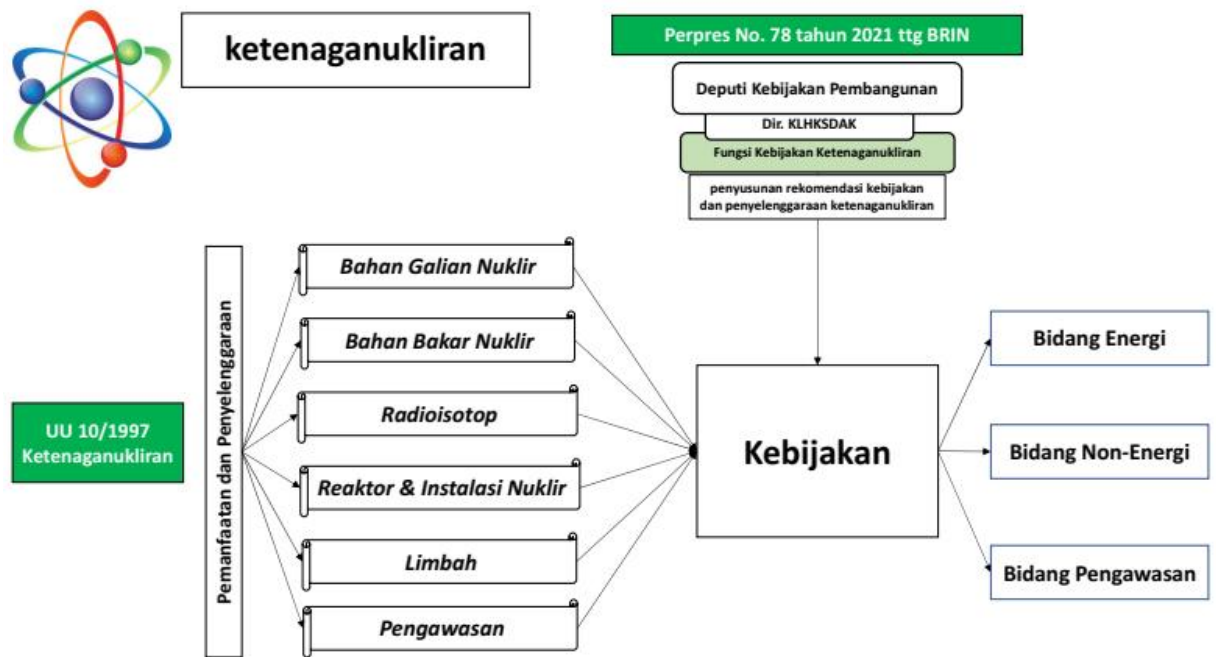 ketenaganukliran
Perpres No. 78 tahun 2021 ttg BRIN
Deputi Kebijakan Pembangunan
Dir. KLHKSDAK
Fungsi Kebijakan Ketenaganukliran
penyusunan rekomendasi kebijakan
dan penyelenggaraan ketenaganukliran
UU 10/1997
Ketenaganukliran
Pemanfaatan dan Penyelenggaraan
Bahan Galian Nuklir
Bahan Bakar Nuklir
Radioisotop
Reaktor & Instalasi Nuklir
Limbah
Pengawasan
Kebijakan
Bidang Energi
Bidang Non-Energi
Bidang Pengawasan